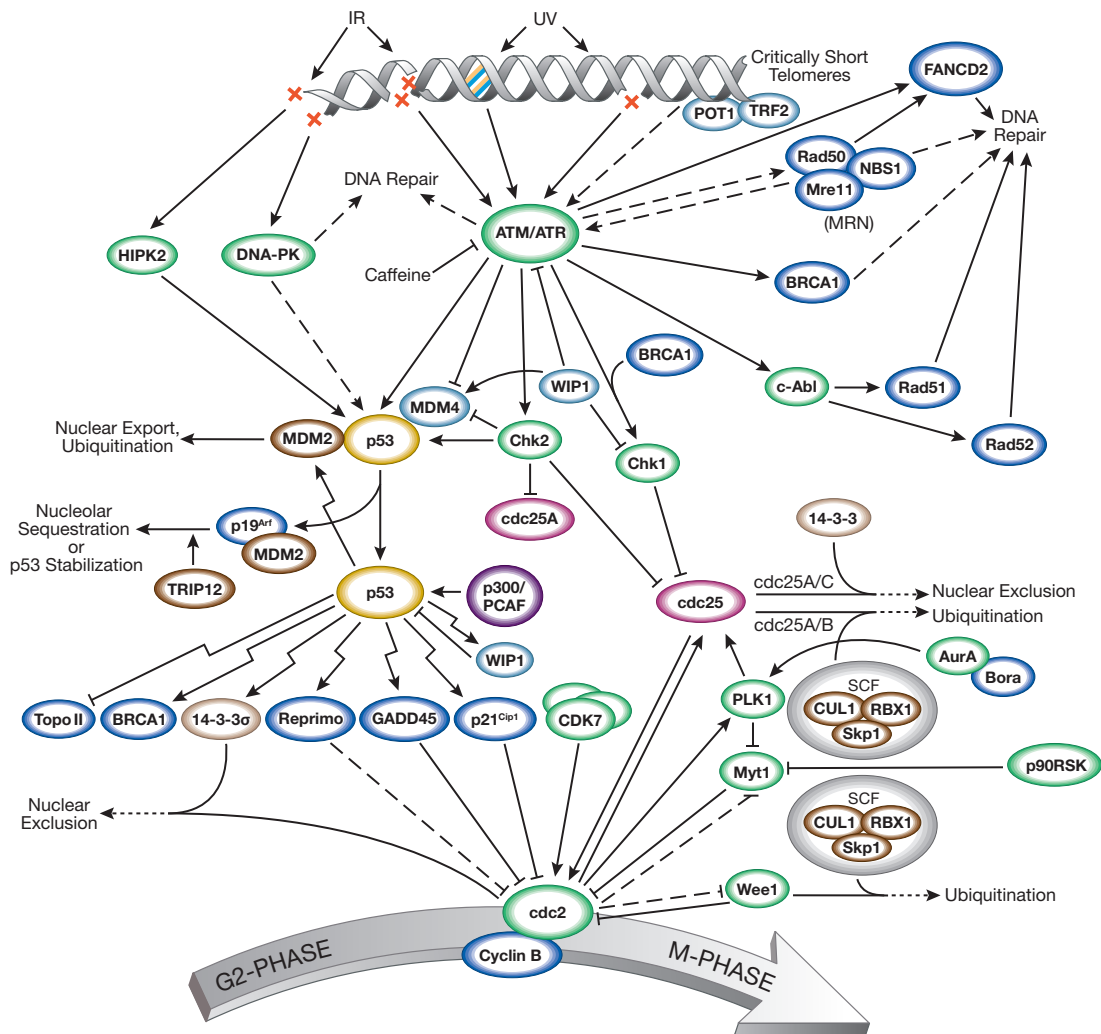 IR
UV
Critically Short
Telomeres
FANCD2
POT1
TRF2
DNA
Repair
Rad50
NBS1
Mre11
(MRN)
DNA Repair
ATM/ATR
HIPK2
DNA-PK
Caffeine
BRCA1
BRCA1
WIP1
c-Abl
Rad51
MDM4
Nuclear Export,
Ubiquitination
MDM2
p53
Chk2
Chk1
Rad52
cdc25A
14-3-3
Nucleolar
Sequestration
or
p53 Stabilization
p19Arf
MDM2
TRIP12
p53
p300/
PCAF
cdc25
cdc25A/C
Nuclear Exclusion
cdc25A/B
Ubiquitination
WIP1
AurA
Bora
Topo II
BRCA1
14-3-3σ
Reprimo
GADD45
p21Cip1
CDK7
PLK1
SCF
CUL1
RBX1
Skp1
Myt1
p90RSK
Nuclear
Exclusion
SCF
CUL1
RBX1
Skp1
Wee1
Ubiquitination
cdc2
Cyclin B
G2-PHASE
M-PHASE